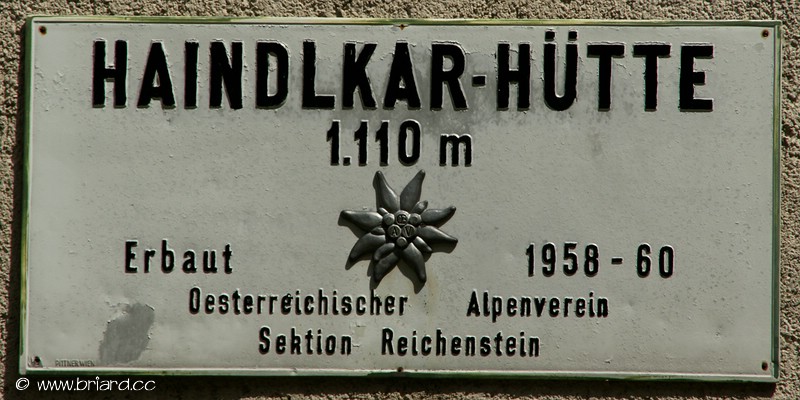 HAINDLKAR-HÜTTE
1.110 m
Erbaut 1958-60
Oesterreichischer Alpenverein
Sektion Reichenstein
© www.briard.cc